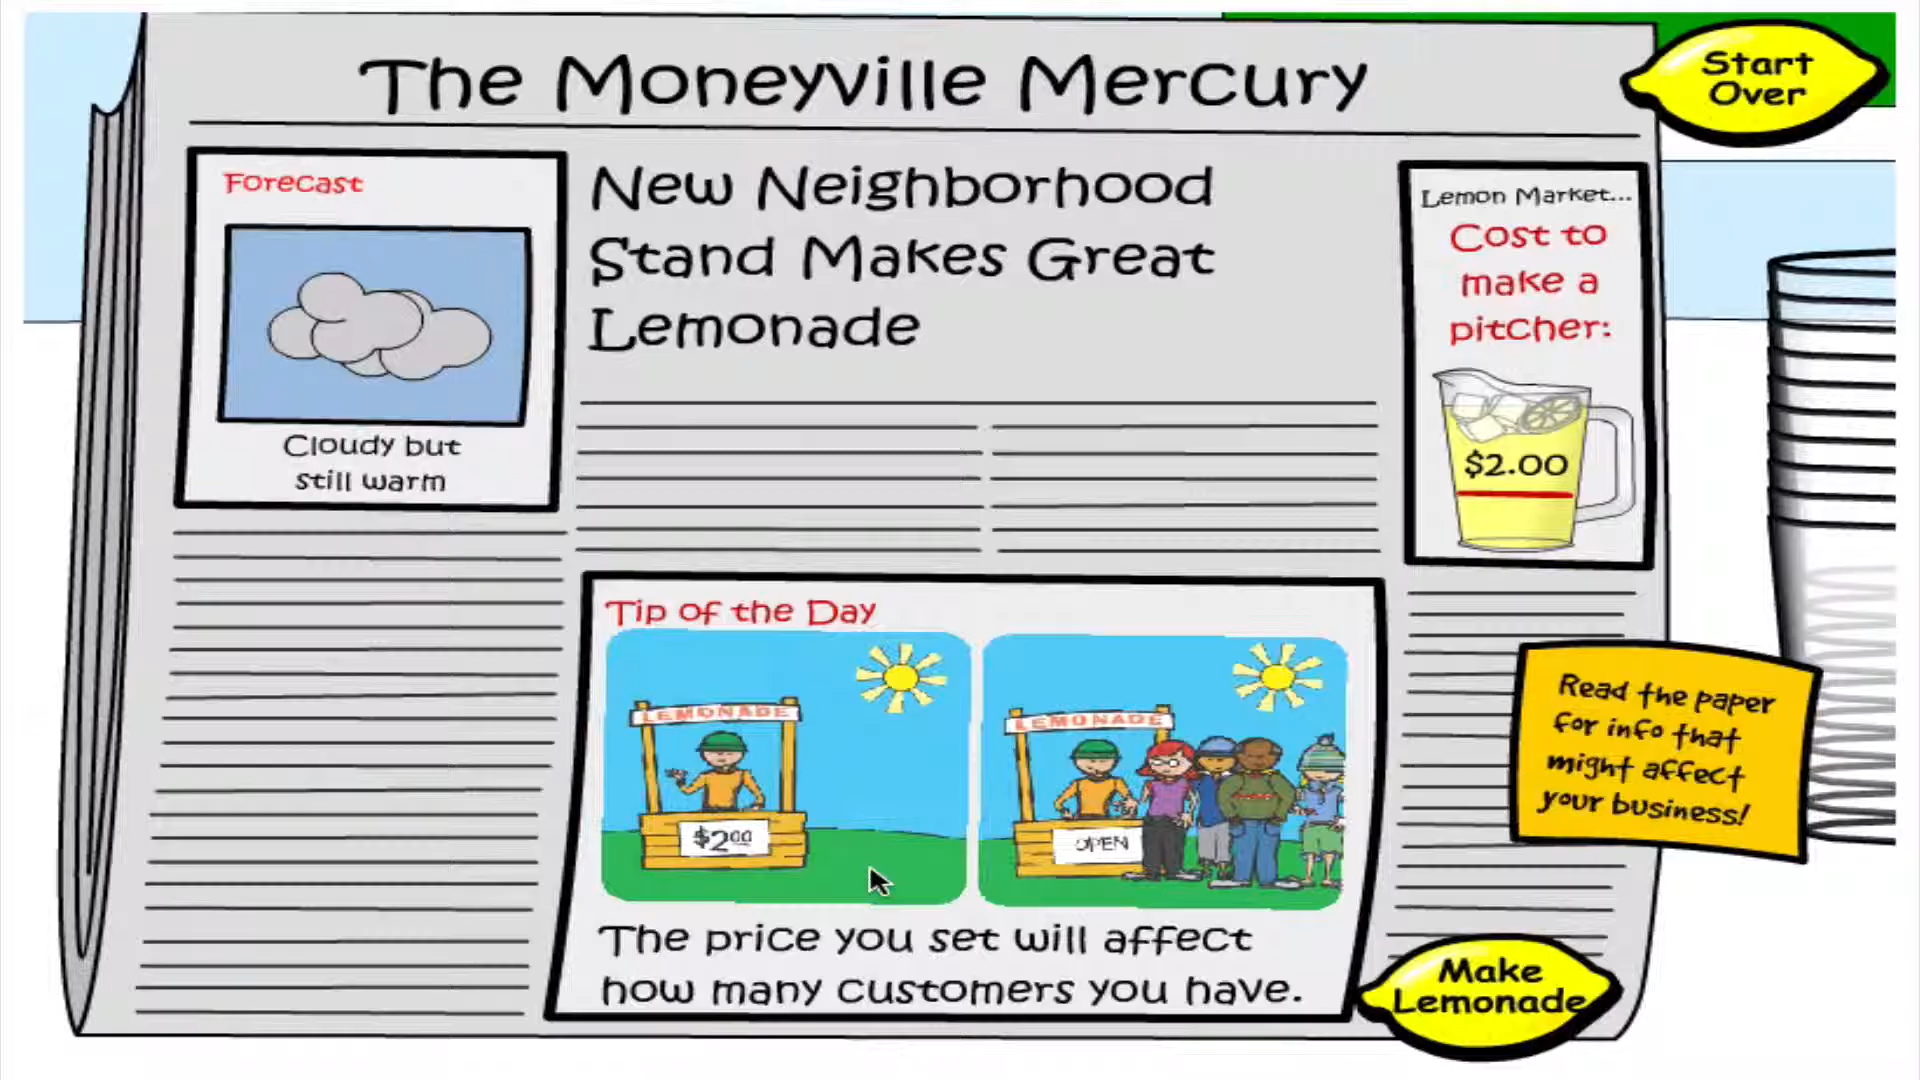 The Moneyville Mercury
Start
Over
Forecast
Cloudy but
still warm
New Neighborhood
Stand Makes Great
Lemonade
Lemon Market...
Cost to
make a
pitcher:
$2.00
Tip of the Day
LEMONADE
$2.00
LEMONADE
OPEN
The price you set will affect
how many customers you have.
Read the paper
for info that
might affect
your business!
Make
Lemonade